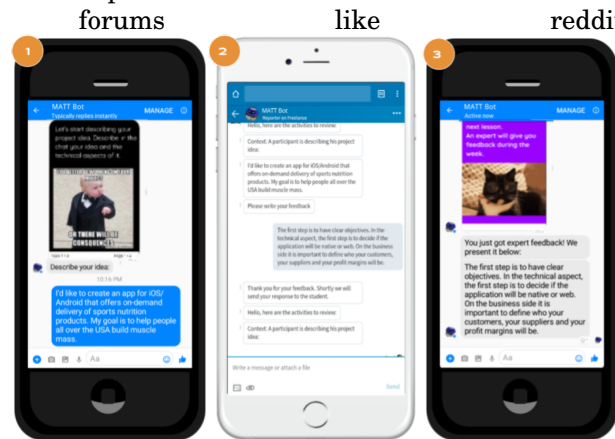 forums like reddi
1
MATT Bot
Typically replies instantly
MANAGE
Let's start describing your
project idea. Describe in the
chat your idea and the
technical aspects of it.
OR THERE WILL BE
CONSEQUENCES
Describe your idea:
10:16 PM
I'd like to create an app for iOS/
Android that offers on-demand
delivery of sports nutrition
products. My goal is to help people
all over the USA build muscle
mass.
Aa
2
MATT Bot
Reporter on Freelance
Hello, here are the activities to review:
Context: A participant is describing his project
idea:
I'd like to create an app for iOS/Android that
offers on-demand delivery of sports nutrition
products. My goal is to help people all over the
USA build muscle mass.
Please write your feedback
The first step is to have clear objectives. In the
technical aspect, the first step is to decide if the
application will be native or web. On the business
side it is important to define who your customers,
your suppliers and your profit margins will be.
Thank you for your feedback. Shortly we will
send your response to the student.
Hello, here are the activities to review:
Context: A participant is describing his project
idea:
Write a message or attach a file
Send
3
MATT Bot
Active now
MANAGE
next lesson.
An expert will give you
feedback during the
week.
You just got expert feedback! We
present it below:
The first step is to have clear
objectives. In the technical aspect,
the first step is to decide if the
application will be native or web.
On the business side it is
important to define who your
customers, your suppliers and your
profit margins will be.
Aa